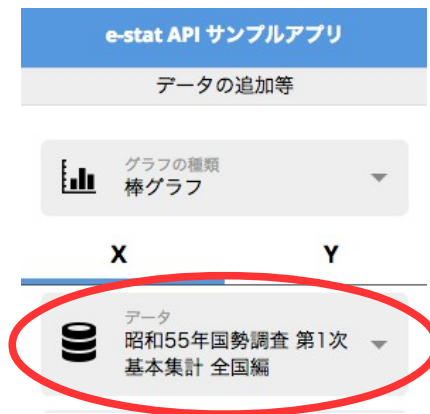 e-stat API サンプルアプリ
データの追加等
グラフの種類
棒グラフ
X Y
データ
昭和55年国勢調査 第1次
基本集計 全国編